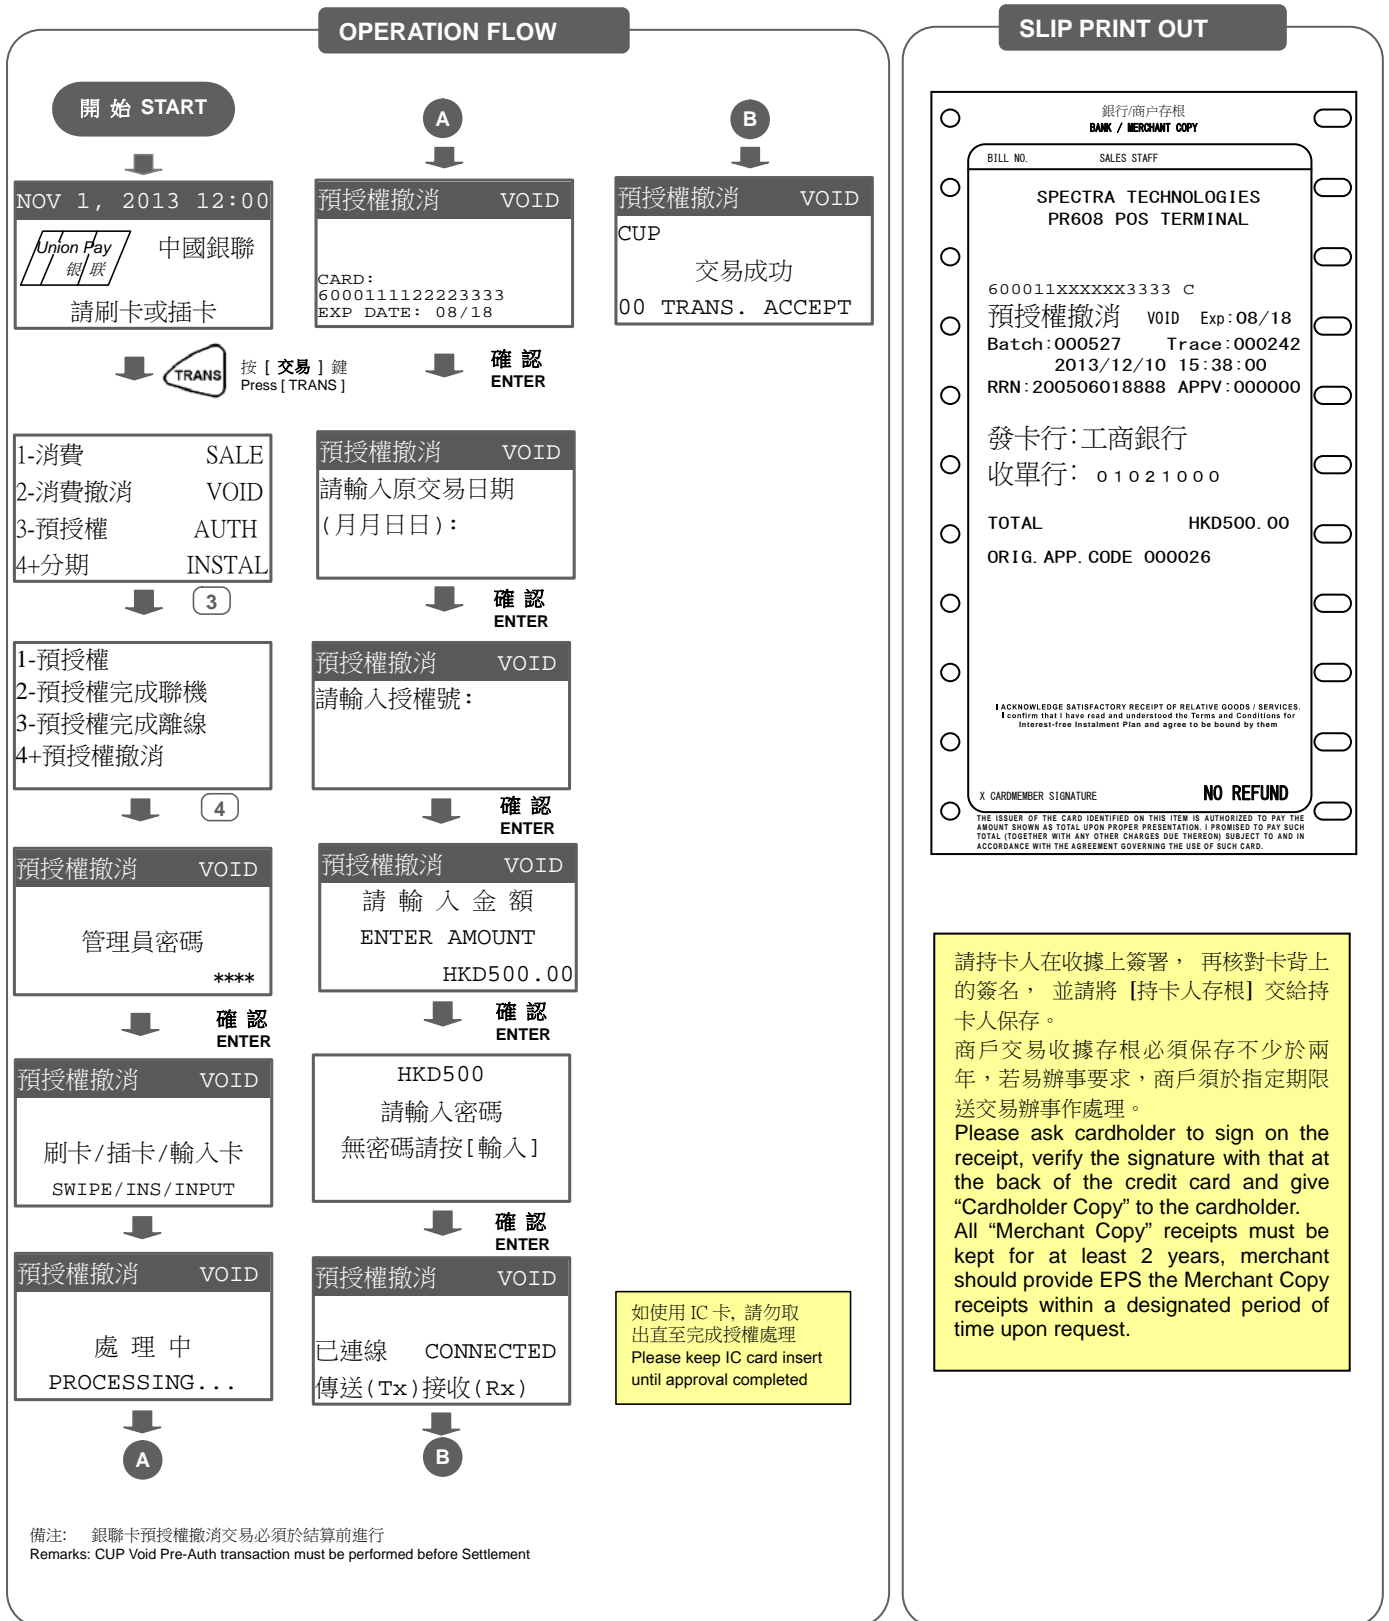 OPERATION FLOW
開 始 START
NOV 1, 2013 12:00
Union Pay
银联
中國銀聯
請刷卡或插卡
TRANS
按 [ 交易 ] 鍵
Press [ TRANS ]
1-消費 SALE
2-消費撤消 VOID
3-預授權 AUTH
4+分期 INSTAL
3
1-預授權
2-預授權完成聯機
3-預授權完成離線
4+預授權撤消
4
預授權撤消 VOID
管理員密碼
****
確 認
ENTER
預授權撤消 VOID
刷卡/插卡/輸入卡
SWIPE/INS/INPUT
預授權撤消 VOID
處 理 中
PROCESSING...
A
A
預授權撤消 VOID
CARD:
6000111122223333
EXP DATE: 08/18
確 認
ENTER
預授權撤消 VOID
請輸入原交易日期
(月月日日):
確 認
ENTER
預授權撤消 VOID
請輸入授權號:
確 認
ENTER
預授權撤消 VOID
請 輸 入 金 額
ENTER AMOUNT
HKD500.00
確 認
ENTER
HKD500
請輸入密碼
無密碼請按[輸入]
確 認
ENTER
預授權撤消 VOID
已連線 CONNECTED
傳送(Tx)接收(Rx)
B
B
預授權撤消 VOID
CUP
交易成功
00 TRANS. ACCEPT
如使用 IC 卡, 請勿取
出直至完成授權處理
Please keep IC card insert
until approval completed
備注: 銀聯卡預授權撤消交易必須於結算前進行
Remarks: CUP Void Pre-Auth transaction must be performed before Settlement
SLIP PRINT OUT
銀行/商户存根
BANK / MERCHANT COPY
BILL NO. SALES STAFF
SPECTRA TECHNOLOGIES
PR608 POS TERMINAL
600011XXXXXX3333 C
預授權撤消 VOID Exp:08/18
Batch:000527 Trace:000242
2013/12/10 15:38:00
RRN:200506018888 APPV:000000
發卡行:工商銀行
收單行: 01021000
TOTAL HKD500.00
ORIG.APP.CODE 000026
I ACKNOWLEDGE SATISFACTORY RECEIPT OF RELATIVE GOODS / SERVICES.
I confirm that I have read and understood the Terms and Conditions for
Interest-free Instalment Plan and agree to be bound by them
X CARDMEMBER SIGNATURE NO REFUND
THE ISSUER OF THE CARD IDENTIFIED ON THIS ITEM IS AUTHORIZED TO PAY THE
AMOUNT SHOWN AS TOTAL UPON PROPER PRESENTATION. I PROMISED TO PAY SUCH
TOTAL (TOGETHER WITH ANY OTHER CHARGES DUE THEREON) SUBJECT TO AND IN
ACCORDANCE WITH THE AGREEMENT GOVERNING THE USE OF SUCH CARD.
請持卡人在收據上簽署， 再核對卡背上
的簽名， 並請將 [持卡人存根] 交給持
卡人保存。
商戶交易收據存根必須保存不少於兩
年，若易辦事要求，商戶須於指定期限
送交易辦事作處理。
Please ask cardholder to sign on the
receipt, verify the signature with that at
the back of the credit card and give
“Cardholder Copy” to the cardholder.
All “Merchant Copy” receipts must be
kept for at least 2 years, merchant
should provide EPS the Merchant Copy
receipts within a designated period of
time upon request.